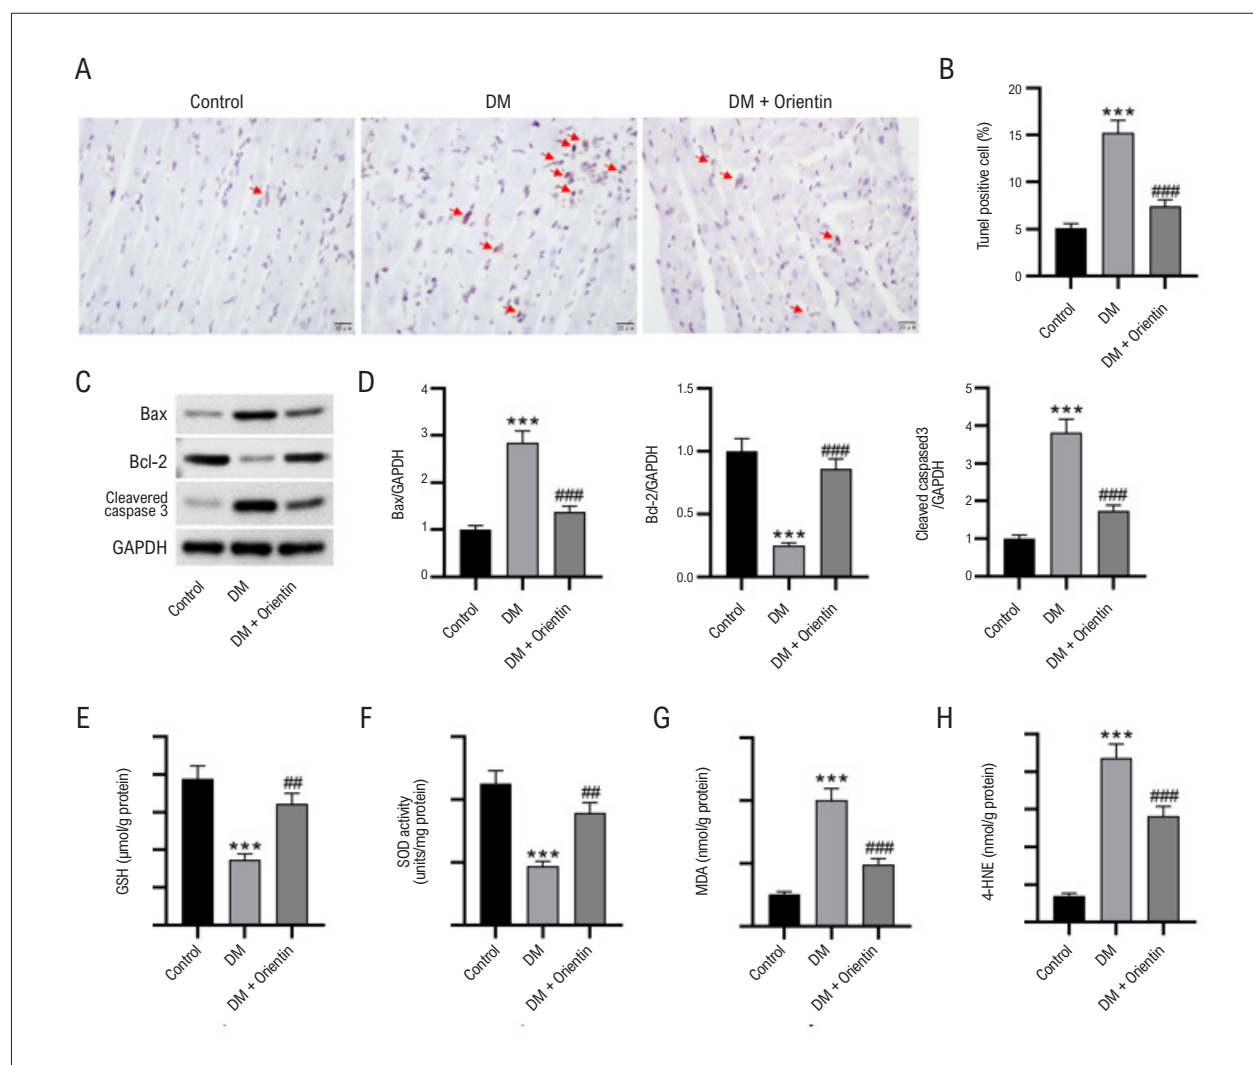 A
Control
DM
DM + Orientin
B
Tunel positive cell (%)
20
15
10
5
0
***
###
Control
DM
DM + Orientin
C
Bax
Bcl-2
Cleavered
caspase 3
GAPDH
Control
DM
DM + Orientin
D
Bax/GAPDH
4
3
2
1
0
***
###
Control
DM
DM + Orientin
Bcl-2/GAPDH
1.5
1.0
0.5
0.0
***
###
Control
DM
DM + Orientin
Cleaved caspased3
/GAPDH
5
4
3
2
1
0
***
###
Control
DM
DM + Orientin
E
GSH (µmol/g protein)
***
##
Control
DM
DM + Orientin
F
SOD activity
(units/mg protein)
***
##
Control
DM
DM + Orientin
G
MDA (nmol/g protein)
***
###
Control
DM
DM + Orientin
H
4-HNE (nmol/g protein)
***
###
Control
DM
DM + Orientin